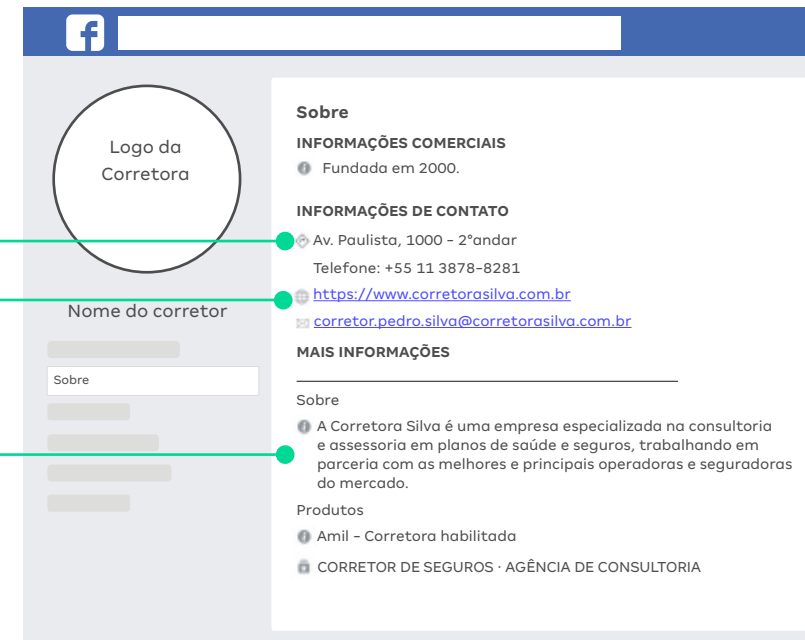 Logo da
Corretora
Nome do corretor
Sobre
Sobre
INFORMAÇÕES COMERCIAIS
Fundada em 2000.
INFORMAÇÕES DE CONTATO
Av. Paulista, 1000 - 2°andar
Telefone: +55 11 3878-8281
https://www.corretorasilva.com.br
corretor.pedro.silva@corretorasilva.com.br
MAIS INFORMAÇÕES
Sobre
A Corretora Silva é uma empresa especializada na consultoria
e assessoria em planos de saúde e seguros, trabalhando em
parceria com as melhores e principais operadoras e seguradoras
do mercado.
Produtos
Amil - Corretora habilitada
CORRETOR DE SEGUROS · AGÊNCIA DE CONSULTORIA